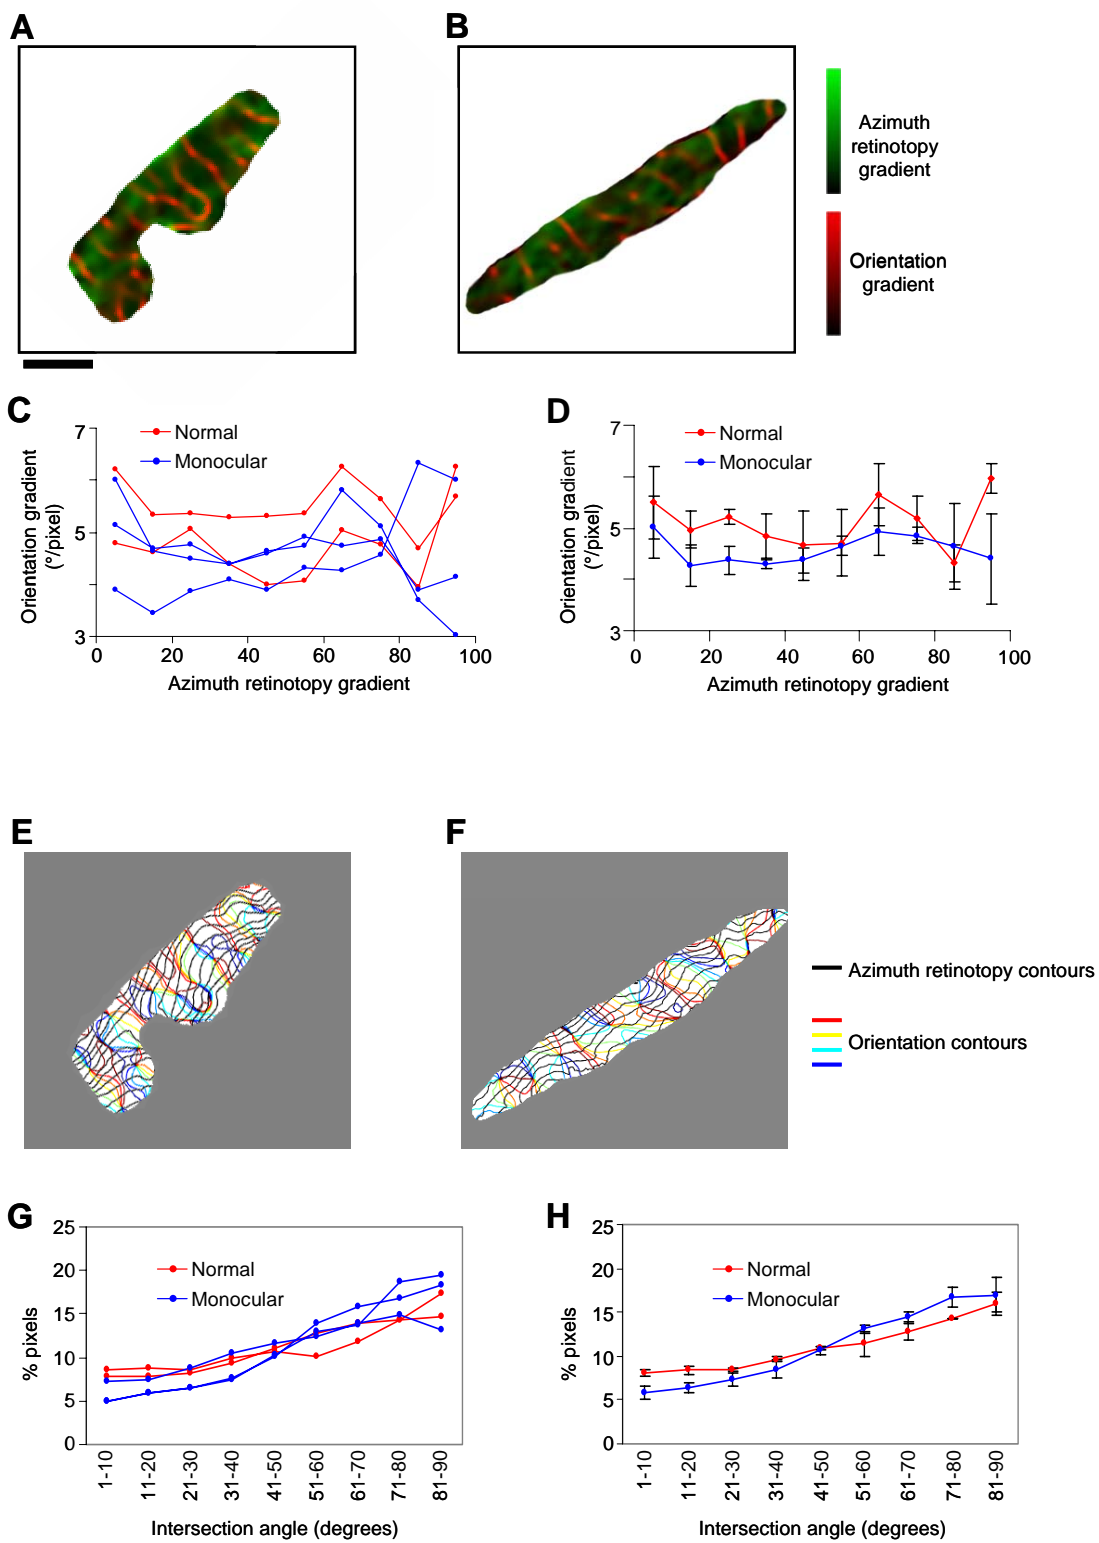 A
B
Azimuth
retinotopy
gradient
Orientation
gradient
C
Orientation gradient
(°/pixel)
7
5
3
Normal
Monocular
0
20
40
60
80
100
Azimuth retinotopy gradient
D
Orientation gradient
(°/pixel)
7
5
3
Normal
Monocular
0
20
40
60
80
100
Azimuth retinotopy gradient
E
F
Azimuth retinotopy contours
Orientation contours
G
% pixels
25
20
15
10
5
0
Normal
Monocular
1-10
11-20
21-30
31-40
41-50
51-60
61-70
71-80
81-90
Intersection angle (degrees)
H
% pixels
25
20
15
10
5
0
Normal
Monocular
1-10
11-20
21-30
31-40
41-50
51-60
61-70
71-80
81-90
Intersection angle (degrees)